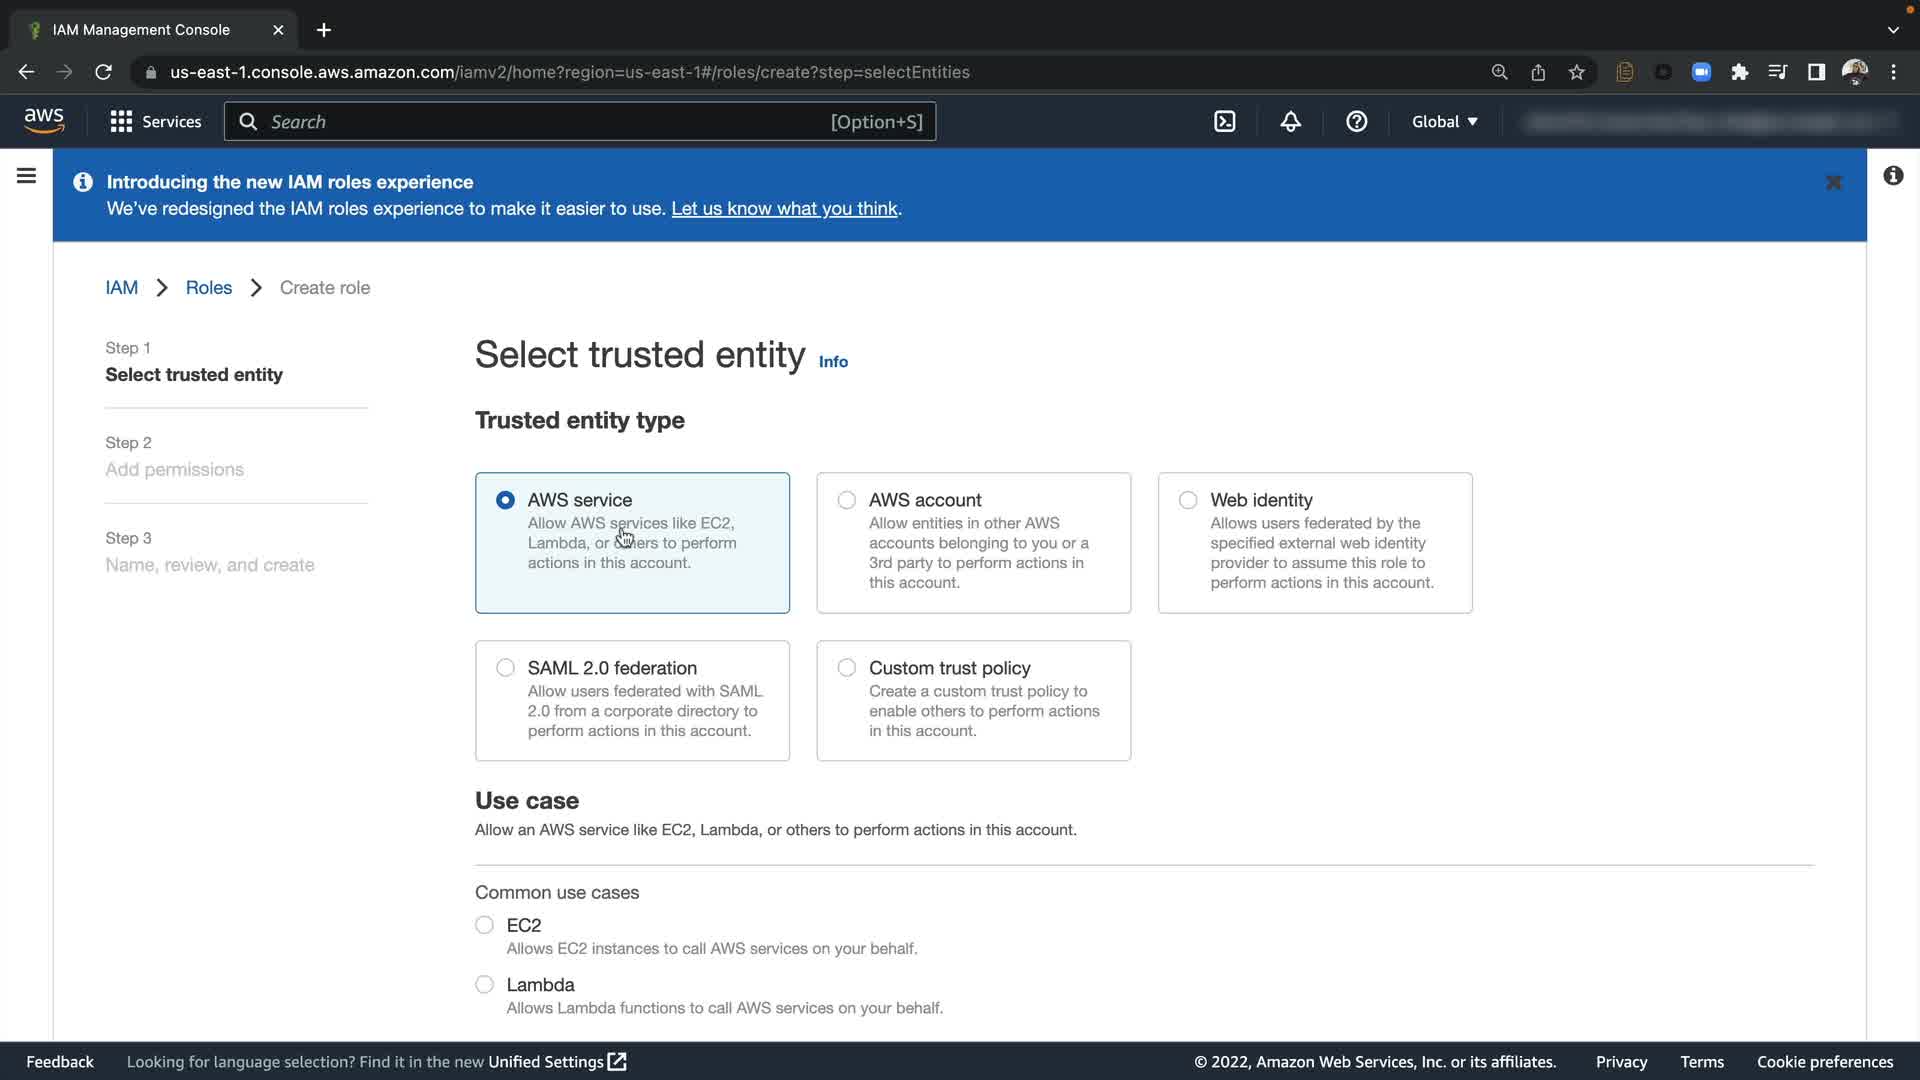 IAM Management Console
us-east-1.console.aws.amazon.com/iamv2/home?region=us-east-1#/roles/create?step=selectEntities
aws
Services
Search
[Option+S]
Global
Introducing the new IAM roles experience
We've redesigned the IAM roles experience to make it easier to use. Let us know what you think.
IAM
Roles
Create role
Step 1
Select trusted entity
Step 2
Add permissions
Step 3
Name, review, and create
Select trusted entity Info
Trusted entity type
AWS service
Allow AWS services like EC2,
Lambda, or others to perform
actions in this account.
AWS account
Allow entities in other AWS
accounts belonging to you or a
3rd party to perform actions in
this account.
Web identity
Allows users federated by the
specified external web identity
provider to assume this role to
perform actions in this account.
SAML 2.0 federation
Allow users federated with SAML
2.0 from a corporate directory to
perform actions in this account.
Custom trust policy
Create a custom trust policy to
enable others to perform actions
in this account.
Use case
Allow an AWS service like EC2, Lambda, or others to perform actions in this account.
Common use cases
EC2
Allows EC2 instances to call AWS services on your behalf.
Lambda
Allows Lambda functions to call AWS services on your behalf.
Feedback
Looking for language selection? Find it in the new Unified Settings
© 2022, Amazon Web Services, Inc. or its affiliates.
Privacy
Terms
Cookie preferences